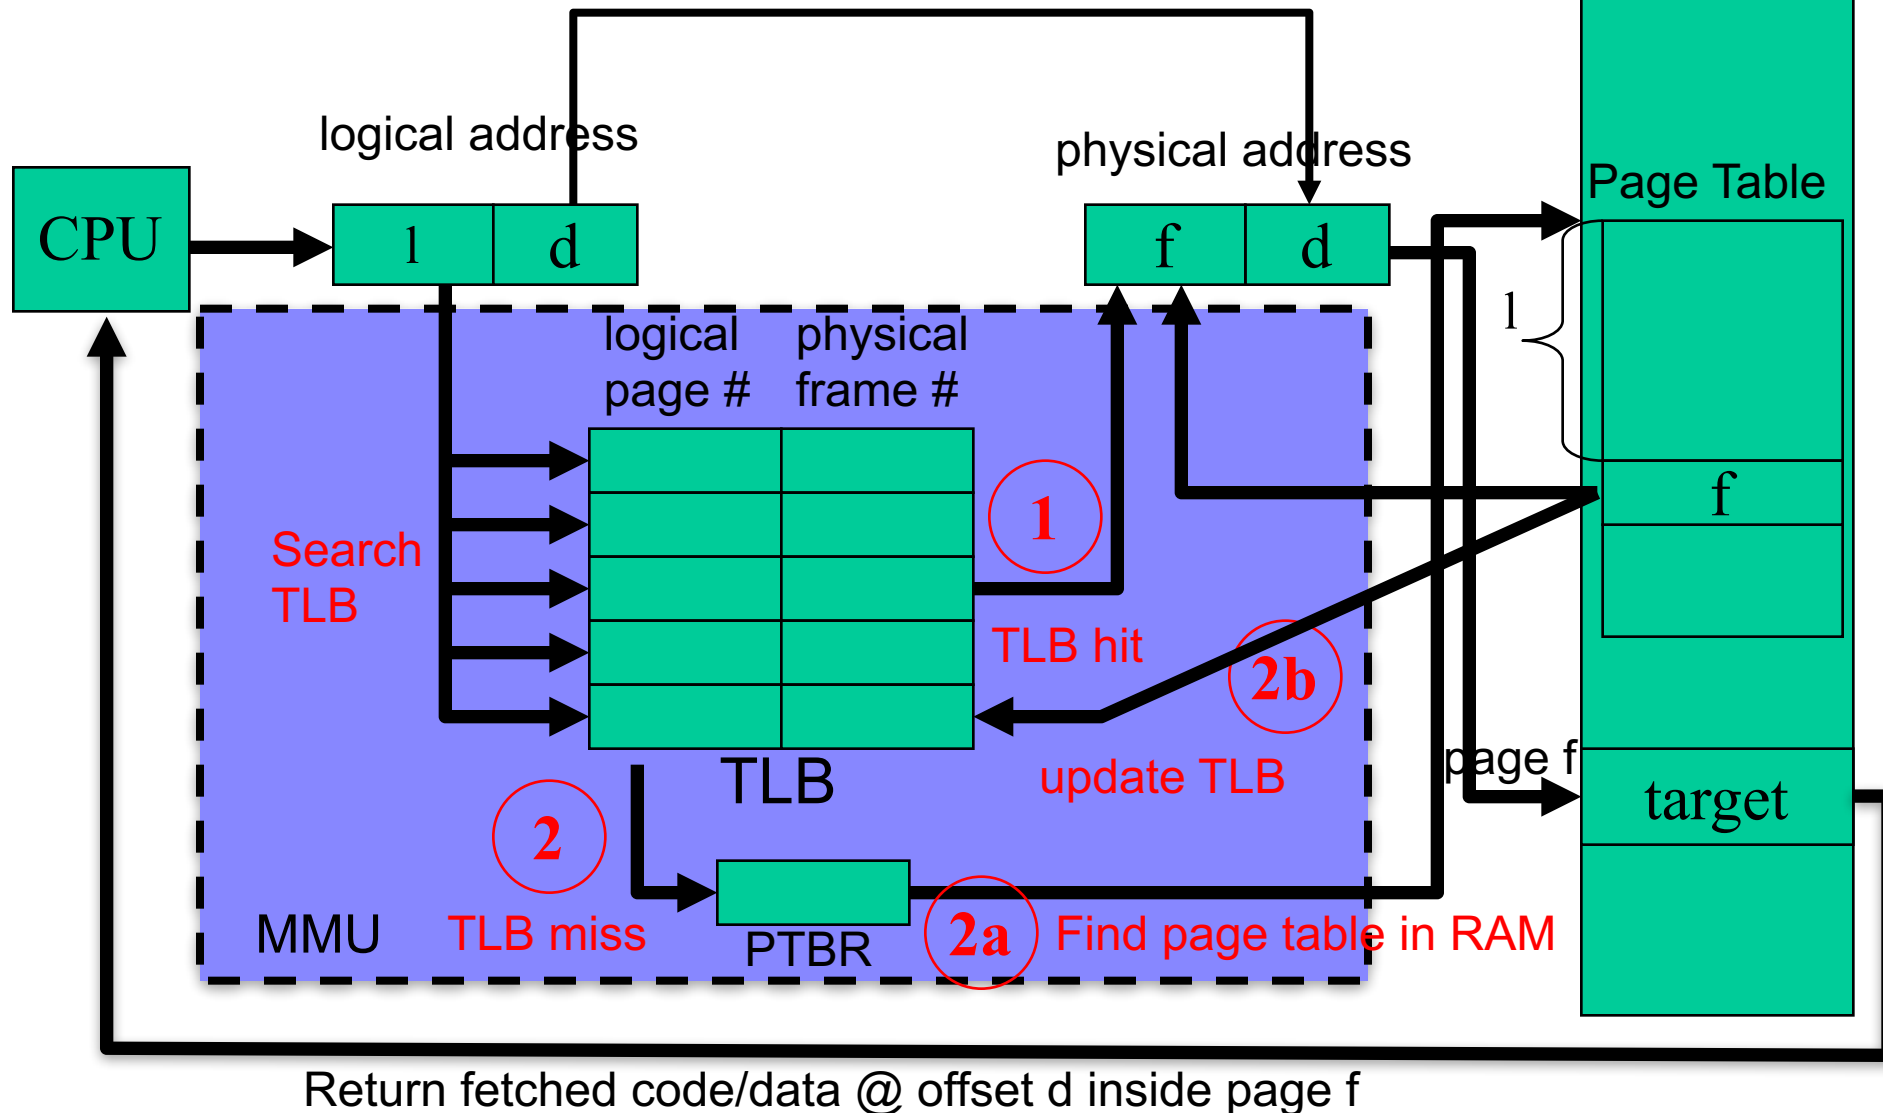 logical address
physical address
Page Table
CPU
l
d
f
d
l
logical
page #
physical
frame #
f
1
Search
TLB
TLB hit
2b
update TLB
page f
TLB
target
2
TLB miss
MMU
PTBR
2a
Find page table in RAM
Return fetched code/data @ offset d inside page f